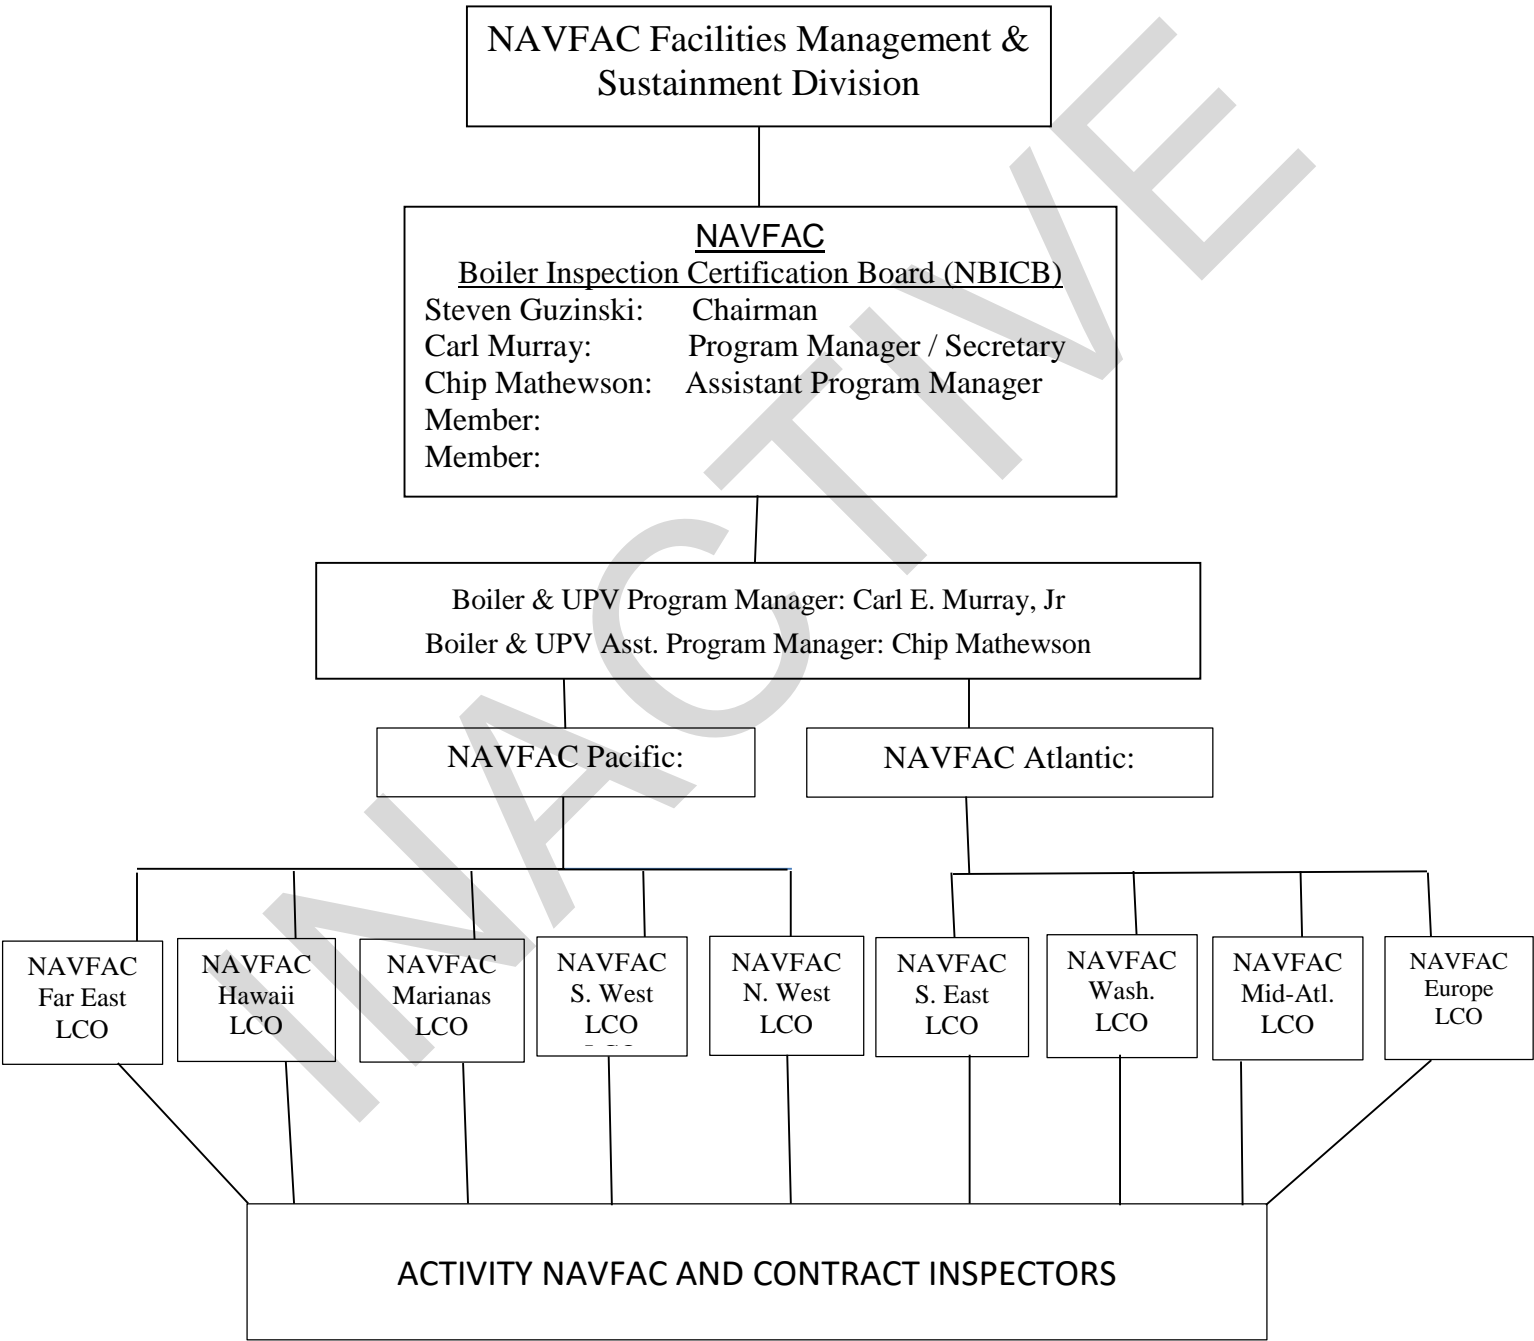 NAVFAC Facilities Management &
Sustainment Division
NAVFAC
Boiler Inspection Certification Board (NBICB)
Steven Guzinski: Chairman
Carl Murray: Program Manager / Secretary
Chip Mathewson: Assistant Program Manager
Member:
Member:
Boiler & UPV Program Manager: Carl E. Murray, Jr
Boiler & UPV Asst. Program Manager: Chip Mathewson
NAVFAC Pacific:
NAVFAC Atlantic:
NAVFAC
Far East
LCO
NAVFAC
Hawaii
LCO
NAVFAC
Marianas
LCO
NAVFAC
S. West
LCO
NAVFAC
N. West
LCO
NAVFAC
S. East
LCO
NAVFAC
Wash.
LCO
NAVFAC
Mid-Atl.
LCO
NAVFAC
Europe
LCO
ACTIVITY NAVFAC AND CONTRACT INSPECTORS
INACTIVE